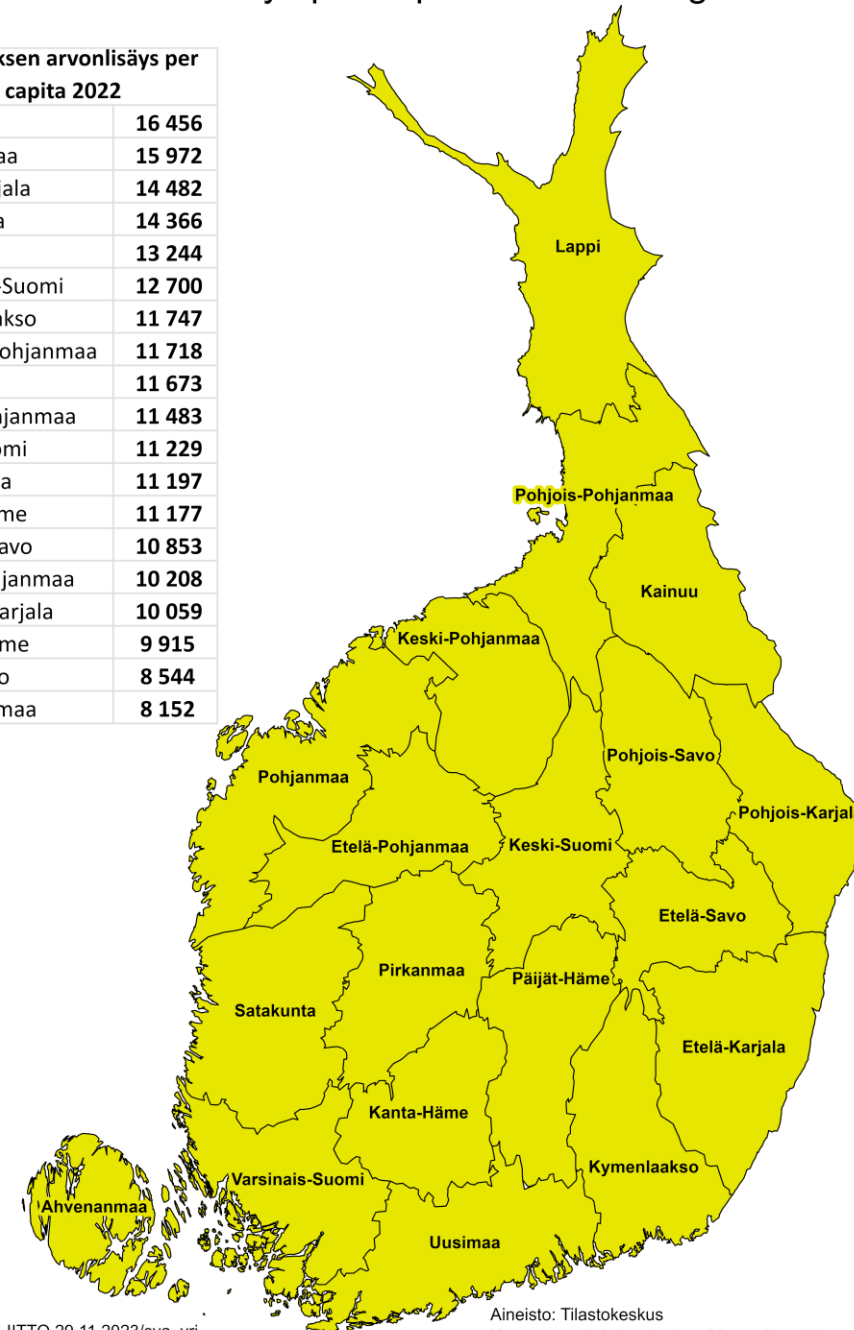 ksen arvonlisäys per
capita 2022
16 456
aa 15 972
jala 14 482
a 14 366
13 244
-Suomi 12 700
akso 11 747
ohjanmaa 11 718
11 673
janmaa 11 483
omi 11 229
a 11 197
me 11 177
avo 10 853
janmaa 10 208
arjala 10 059
me 9 915
o 8 544
maa 8 152
Lappi
Pohjois-Pohjanmaa
Kainuu
Keski-Pohjanmaa
Pohjois-Savo
Pohjanmaa
Pohjois-Karjal
Etelä-Pohjanmaa
Keski-Suomi
Etelä-Savo
Pirkanmaa
Päijät-Häme
Satakunta
Etelä-Karjala
Kanta-Häme
Kymenlaakso
Varsinais-Suomi
Ahvenanmaa
Uusimaa
Aineisto: Tilastokeskus